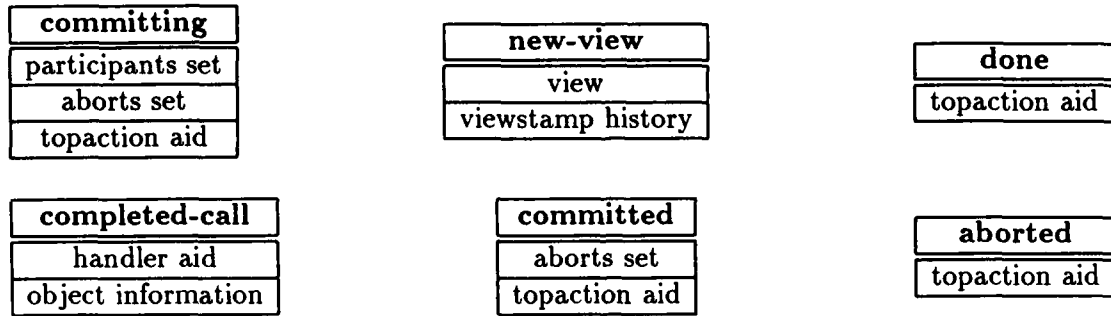 committing
participants set
aborts set
topaction aid
new-view
view
viewstamp history
done
topaction aid
completed-call
handler aid
object information
committed
aborts set
topaction aid
aborted
topaction aid